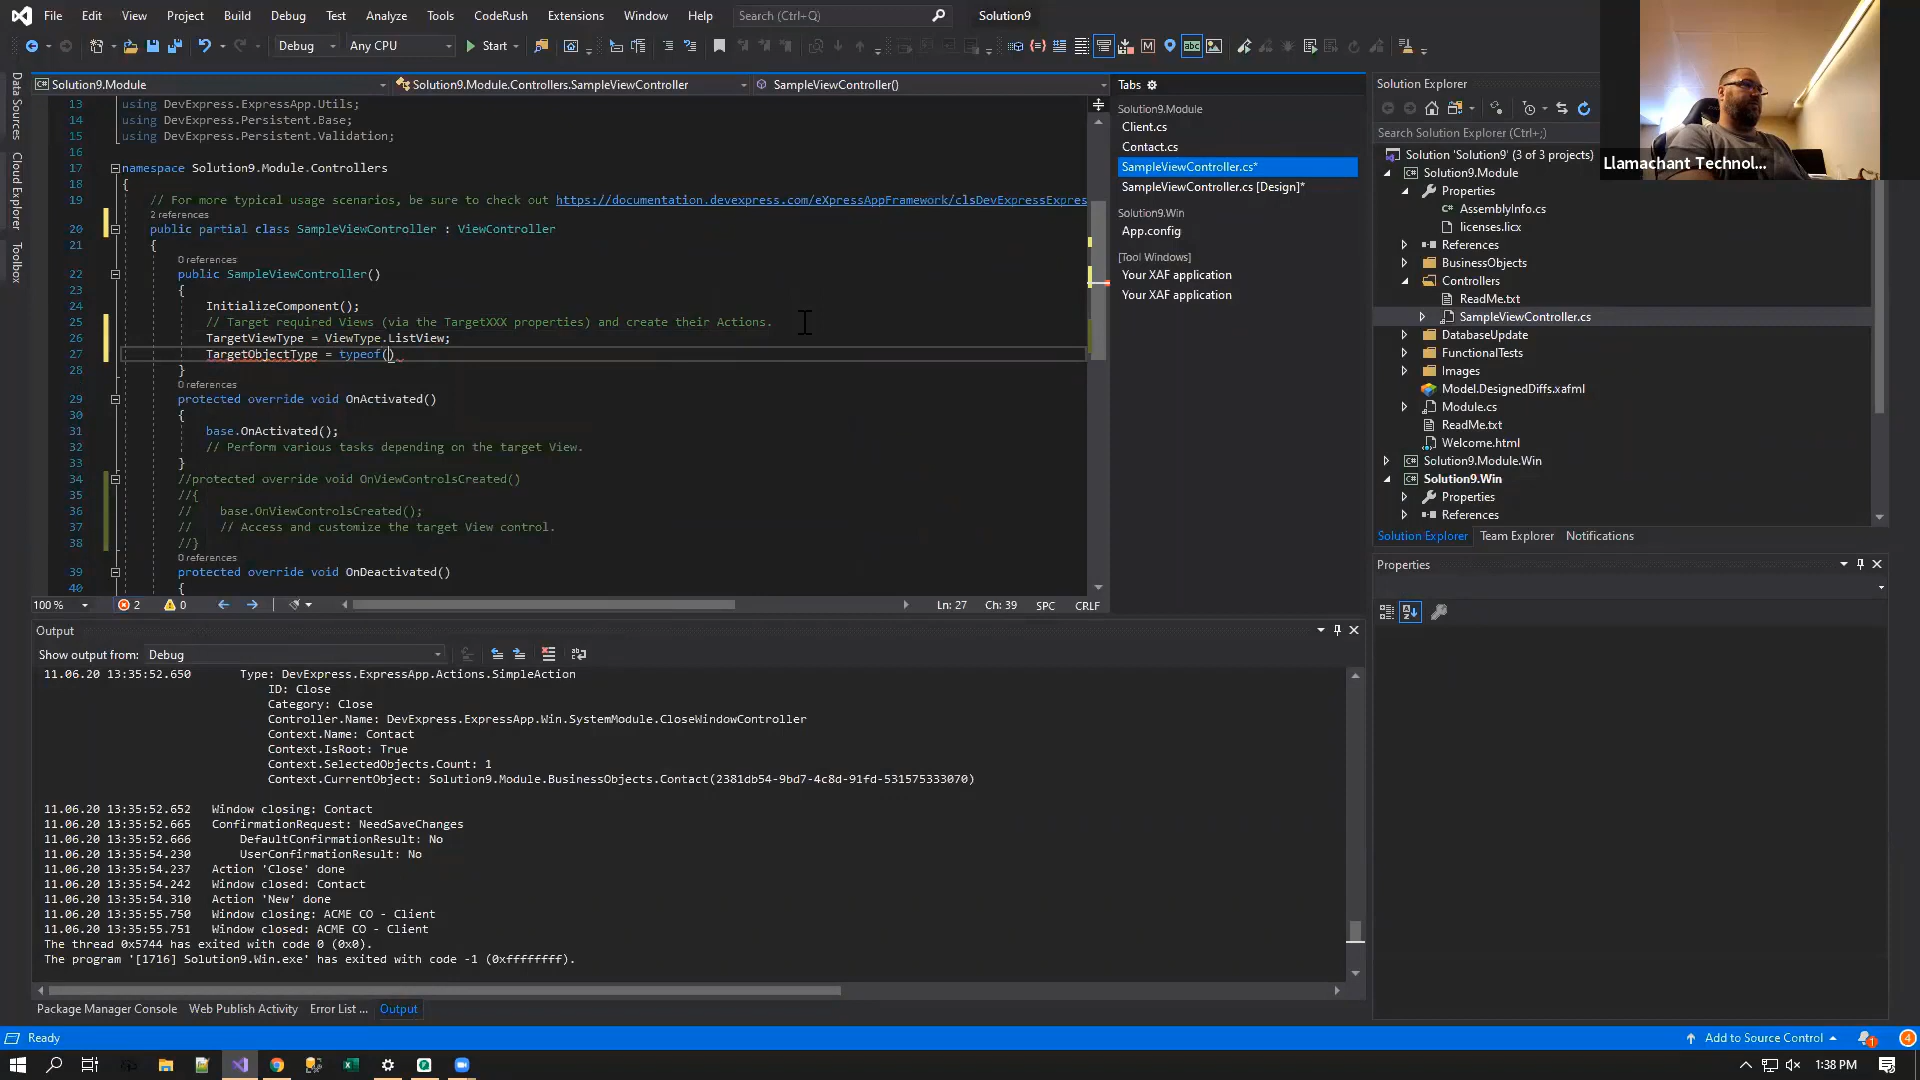 File Edit View Project Build Debug Test Analyze Tools CodeRush Extensions Window Help Search (Ctrl+Q) Solution9
Debug Any CPU Start
Solution9.Module Solution9.Module.Controllers.SampleViewController SampleViewController()
Data Sources
Cloud Explorer
Toolbox
13 using DevExpress.ExpressApp.Utils;
14 using DevExpress.Persistent.Base;
15 using DevExpress.Persistent.Validation;
16
17 namespace Solution9.Module.Controllers
18 {
19 // For more typical usage scenarios, be sure to check out https://documentation.devexpress.com/eXpressAppFramework/clsDevExpressExpres
2 references
20 public partial class SampleViewController : ViewController
21 {
0 references
22 public SampleViewController()
23 {
24 InitializeComponent();
25 // Target required Views (via the TargetXXX properties) and create their Actions.
26 TargetViewType = ViewType.ListView;
27 TargetObjectType = typeof()
28 }
0 references
29 protected override void OnActivated()
30 {
31 base.OnActivated();
32 // Perform various tasks depending on the target View.
33 }
34 //protected override void OnViewControlsCreated()
35 //{
36 // base.OnViewControlsCreated();
37 // // Access and customize the target View control.
38 //}
0 references
39 protected override void OnDeactivated()
40 {
100 % 2 0 Ln: 27 Ch: 39 SPC CRLF
Tabs
Solution9.Module
Client.cs
Contact.cs
SampleViewController.cs*
SampleViewController.cs [Design]*
Solution9.Win
App.config
[Tool Windows]
Your XAF application
Your XAF application
Solution Explorer
Search Solution Explorer (Ctrl+;)
Solution 'Solution9' (3 of 3 projects)
Solution9.Module
Properties
AssemblyInfo.cs
licenses.licx
References
BusinessObjects
Controllers
ReadMe.txt
SampleViewController.cs
DatabaseUpdate
FunctionalTests
Images
Model.DesignedDiffs.xafml
Module.cs
ReadMe.txt
Welcome.html
Solution9.Module.Win
Solution9.Win
Properties
References
Solution Explorer Team Explorer Notifications
Properties
Llamachant Technol...
Output
Show output from: Debug
11.06.20 13:35:52.650 Type: DevExpress.ExpressApp.Actions.SimpleAction
ID: Close
Category: Close
Controller.Name: DevExpress.ExpressApp.Win.SystemModule.CloseWindowController
Context.Name: Contact
Context.IsRoot: True
Context.SelectedObjects.Count: 1
Context.CurrentObject: Solution9.Module.BusinessObjects.Contact(2381db54-9bd7-4c8d-91fd-531575333070)
11.06.20 13:35:52.652 Window closing: Contact
11.06.20 13:35:52.665 ConfirmationRequest: NeedSaveChanges
11.06.20 13:35:52.666 DefaultConfirmationResult: No
11.06.20 13:35:54.230 UserConfirmationResult: No
11.06.20 13:35:54.237 Action 'Close' done
11.06.20 13:35:54.242 Window closed: Contact
11.06.20 13:35:54.310 Action 'New' done
11.06.20 13:35:55.750 Window closing: ACME CO - Client
11.06.20 13:35:55.751 Window closed: ACME CO - Client
The thread 0x5744 has exited with code 0 (0x0).
The program '[1716] Solution9.Win.exe' has exited with code -1 (0xffffffff).
Package Manager Console Web Publish Activity Error List ... Output
Ready Add to Source Control 1 4
1:38 PM